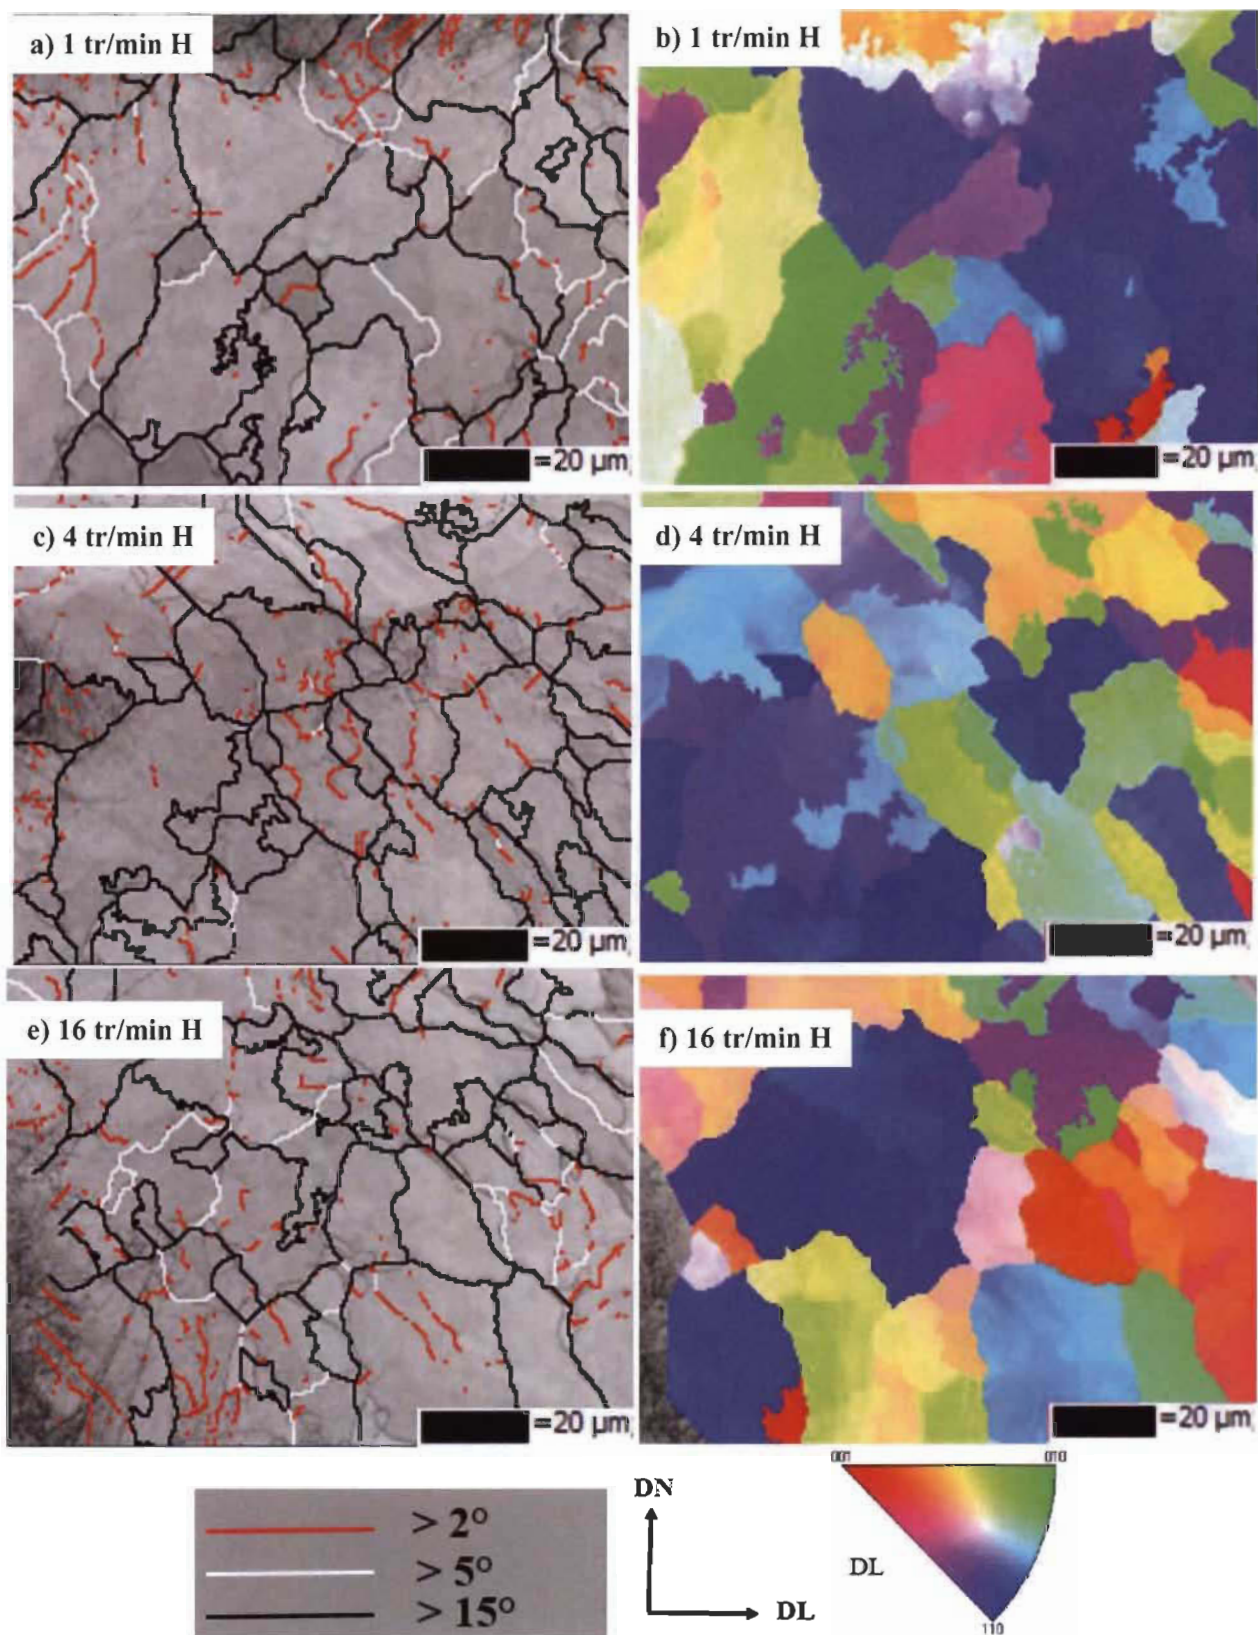 a) 1 tr/min H
b) 1 tr/min H
=20 µm
=20 µm
c) 4 tr/min H
d) 4 tr/min H
=20 µm
=20 µm
e) 16 tr/min H
f) 16 tr/min H
=20 µm
=20 µm
001
010
DN
> 2°
> 5°
DL
> 15°
DL
110